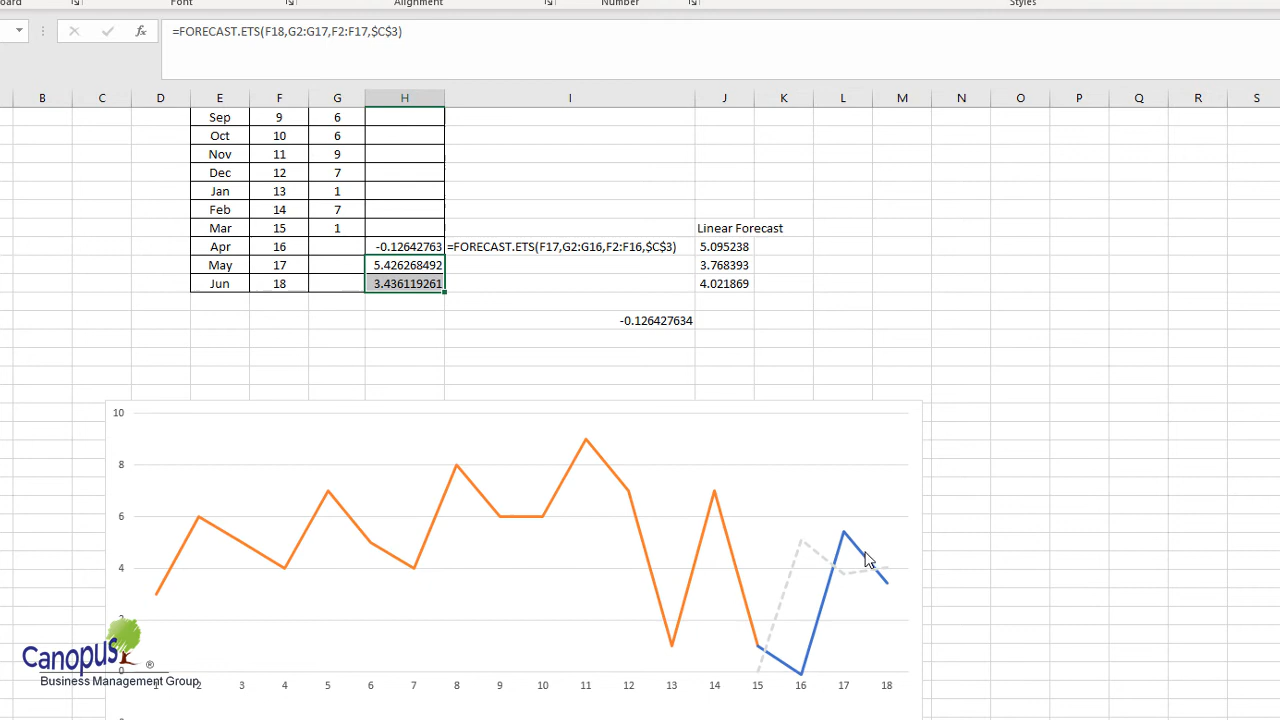 oard Font Alignment Number Styles
fx =FORECAST.ETS(F18,G2:G17,F2:F17,$C$3)
B C D E F G H I J K L M N O P Q R S
Sep 9 6
Oct 10 6
Nov 11 9
Dec 12 7
Jan 13 1
Feb 14 7
Mar 15 1 Linear Forecast
Apr 16 -0.12642763 =FORECAST.ETS(F17,G2:G16,F2:F16,$C$3) 5.095238
May 17 5.426268492 3.768393
Jun 18 3.436119261 4.021869
-0.126427634
10
8
6
4
2
0
1 2 3 4 5 6 7 8 9 10 11 12 13 14 15 16 17 18
Canopus ®
Business Management Group